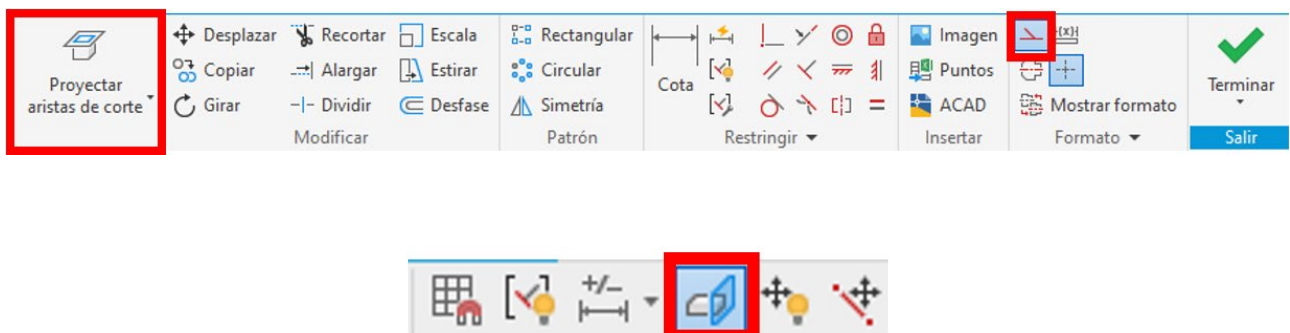 Proyectar
aristas de corte
Desplazar Recortar Escala
Copiar Alargar Estirar
Girar Dividir Desfase
Modificar
Rectangular
Circular
Simetría
Patrón
Cota
Restringir
Imagen
Puntos
ACAD
Insertar
(x)
Mostrar formato
Formato
Terminar
Salir
+/-